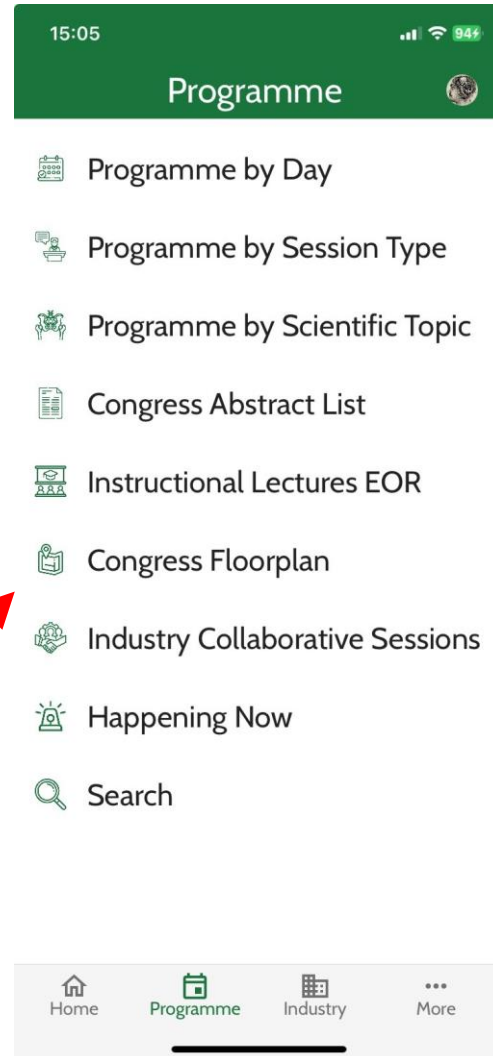 15:05
94
Programme
Programme by Day
Programme by Session Type
Programme by Scientific Topic
Congress Abstract List
Instructional Lectures EOR
Congress Floorplan
Industry Collaborative Sessions
Happening Now
Search
Home Programme Industry More